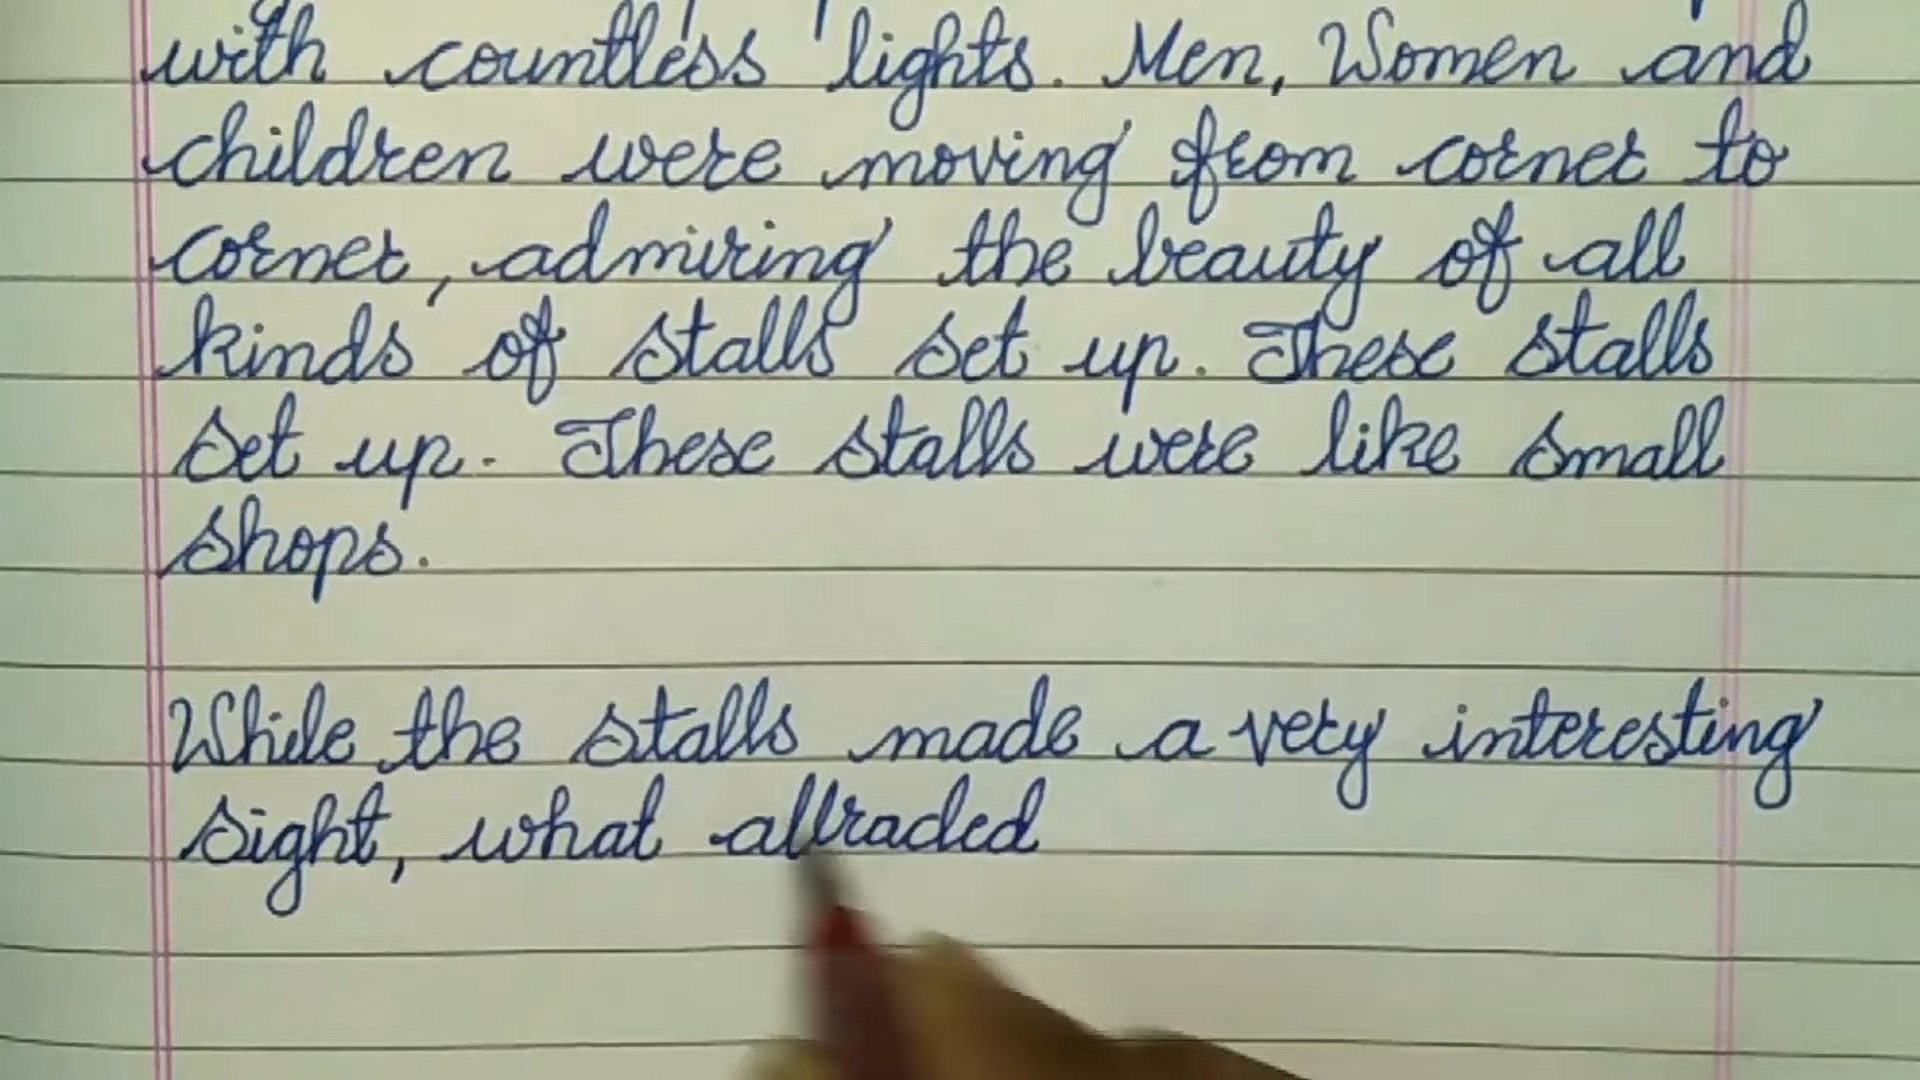 with countless lights. Men, Women and
children were moving from corner to
corner, admiring the beauty of all
kinds of stalls set up. These stalls
set up. These stalls were like small
shops.
While the stalls made a very interesting
sight, what attracted